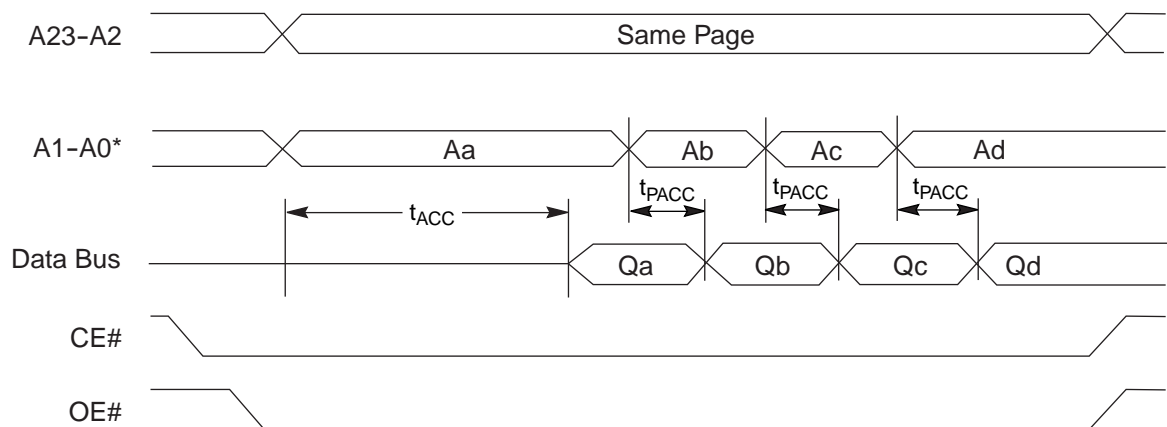 A23-A2 Same Page
A1-A0* Aa Ab Ac Ad
tACC tPACC tPACC tPACC
Data Bus Qa Qb Qc Qd
CE#
OE#